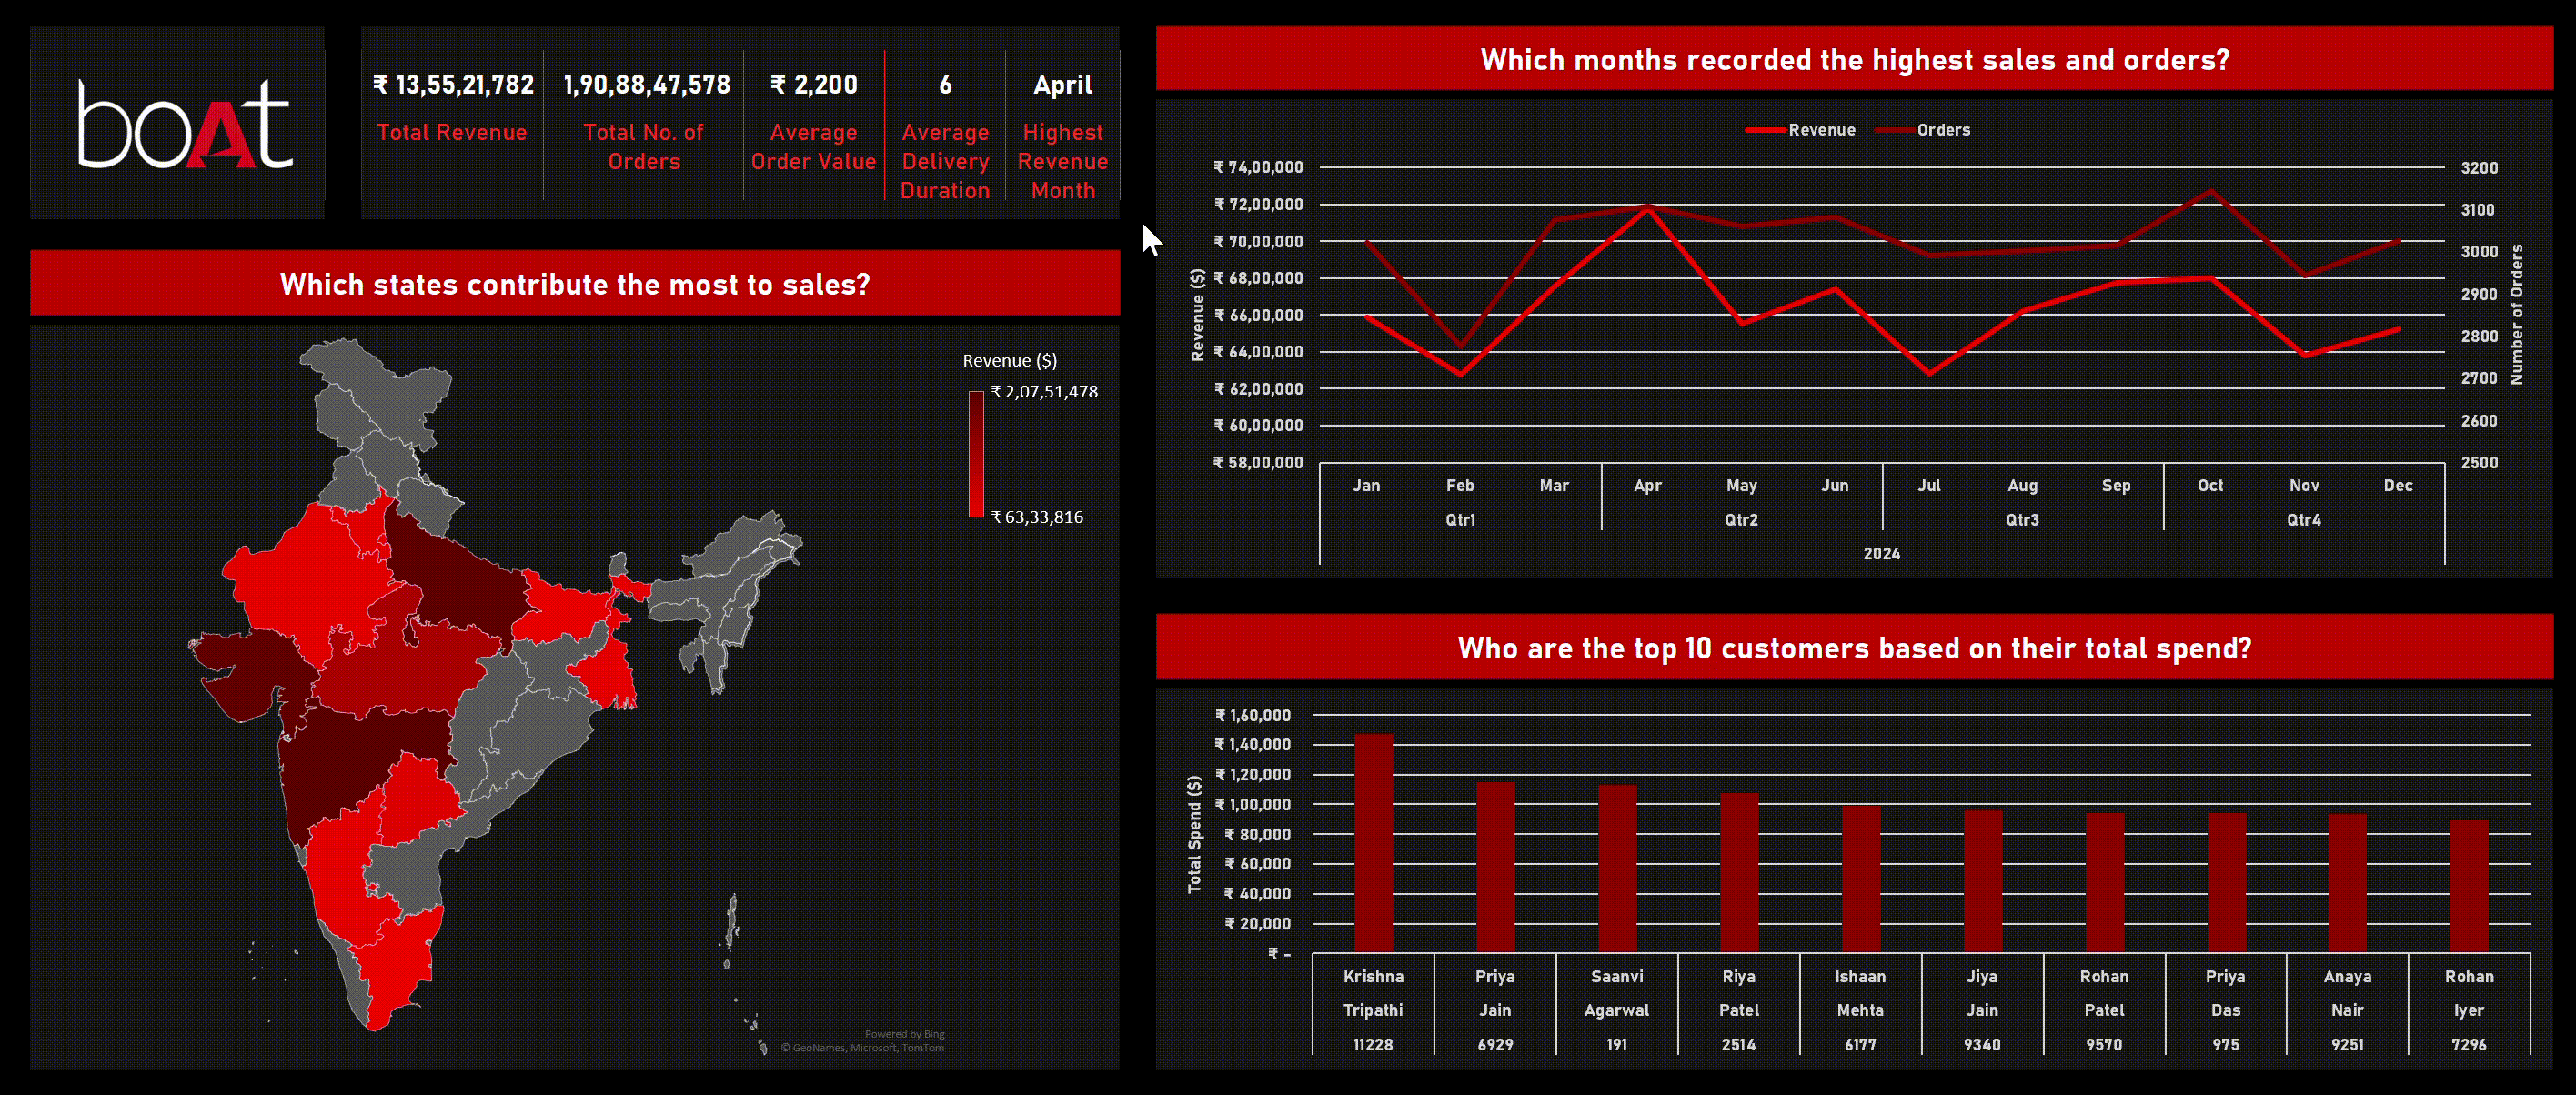 boAt
₹ 13,55,21,782
Total Revenue
1,90,88,47,578
Total No. of
Orders
₹ 2,200
Average
Order Value
6
Average
Delivery
Duration
April
Highest
Revenue
Month
Which states contribute the most to sales?
Revenue ($)
₹ 2,07,51,478
₹ 63,33,816
Powered by Bing
© GeoNames, Microsoft, TomTom
Which months recorded the highest sales and orders?
Revenue Orders
₹ 74,00,000
₹ 72,00,000
₹ 70,00,000
₹ 68,00,000
₹ 66,00,000
₹ 64,00,000
₹ 62,00,000
₹ 60,00,000
₹ 58,00,000
Revenue ($)
3200
3100
3000
2900
2800
2700
2600
2500
Number of Orders
Jan Feb Mar Apr May Jun Jul Aug Sep Oct Nov Dec
Qtr1 Qtr2 Qtr3 Qtr4
2024
Who are the top 10 customers based on their total spend?
₹ 1,60,000
₹ 1,40,000
₹ 1,20,000
₹ 1,00,000
₹ 80,000
₹ 60,000
₹ 40,000
₹ 20,000
₹ -
Total Spend ($)
Krishna Priya Saanvi Riya Ishaan Jiya Rohan Priya Anaya Rohan
Tripathi Jain Agarwal Patel Mehta Jain Patel Das Nair Iyer
11228 6929 191 2514 6177 9340 9570 975 9251 7296